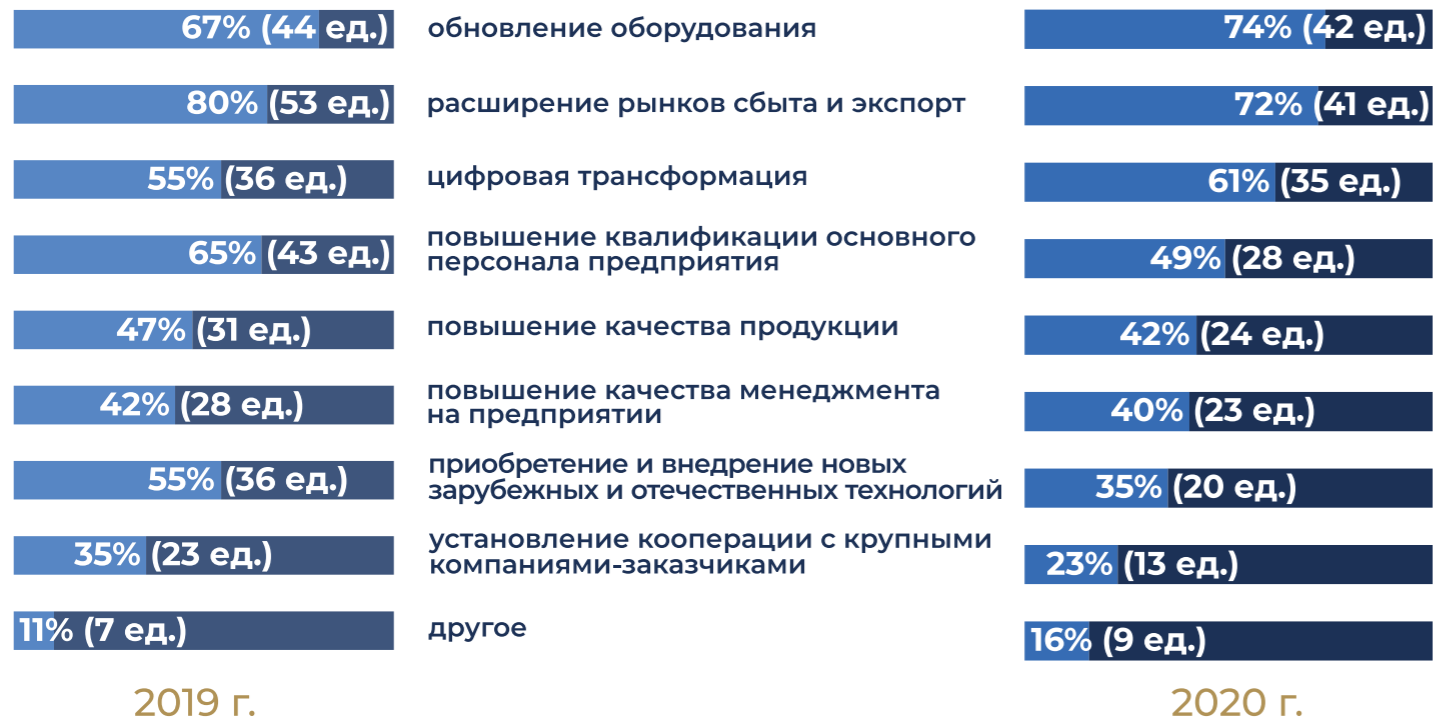 67% (44 ед.) обновление оборудования 74% (42 ед.)
80% (53 ед.) расширение рынков сбыта и экспорт 72% (41 ед.)
55% (36 ед.) цифровая трансформация 61% (35 ед.)
65% (43 ед.) повышение квалификации основного
персонала предприятия 49% (28 ед.)
47% (31 ед.) повышение качества продукции 42% (24 ед.)
42% (28 ед.) повышение качества менеджмента
на предприятии 40% (23 ед.)
55% (36 ед.) приобретение и внедрение новых
зарубежных и отечественных технологий 35% (20 ед.)
35% (23 ед.) установление кооперации с крупными
компаниями-заказчиками 23% (13 ед.)
11% (7 ед.) другое 16% (9 ед.)
2019 г. 2020 г.